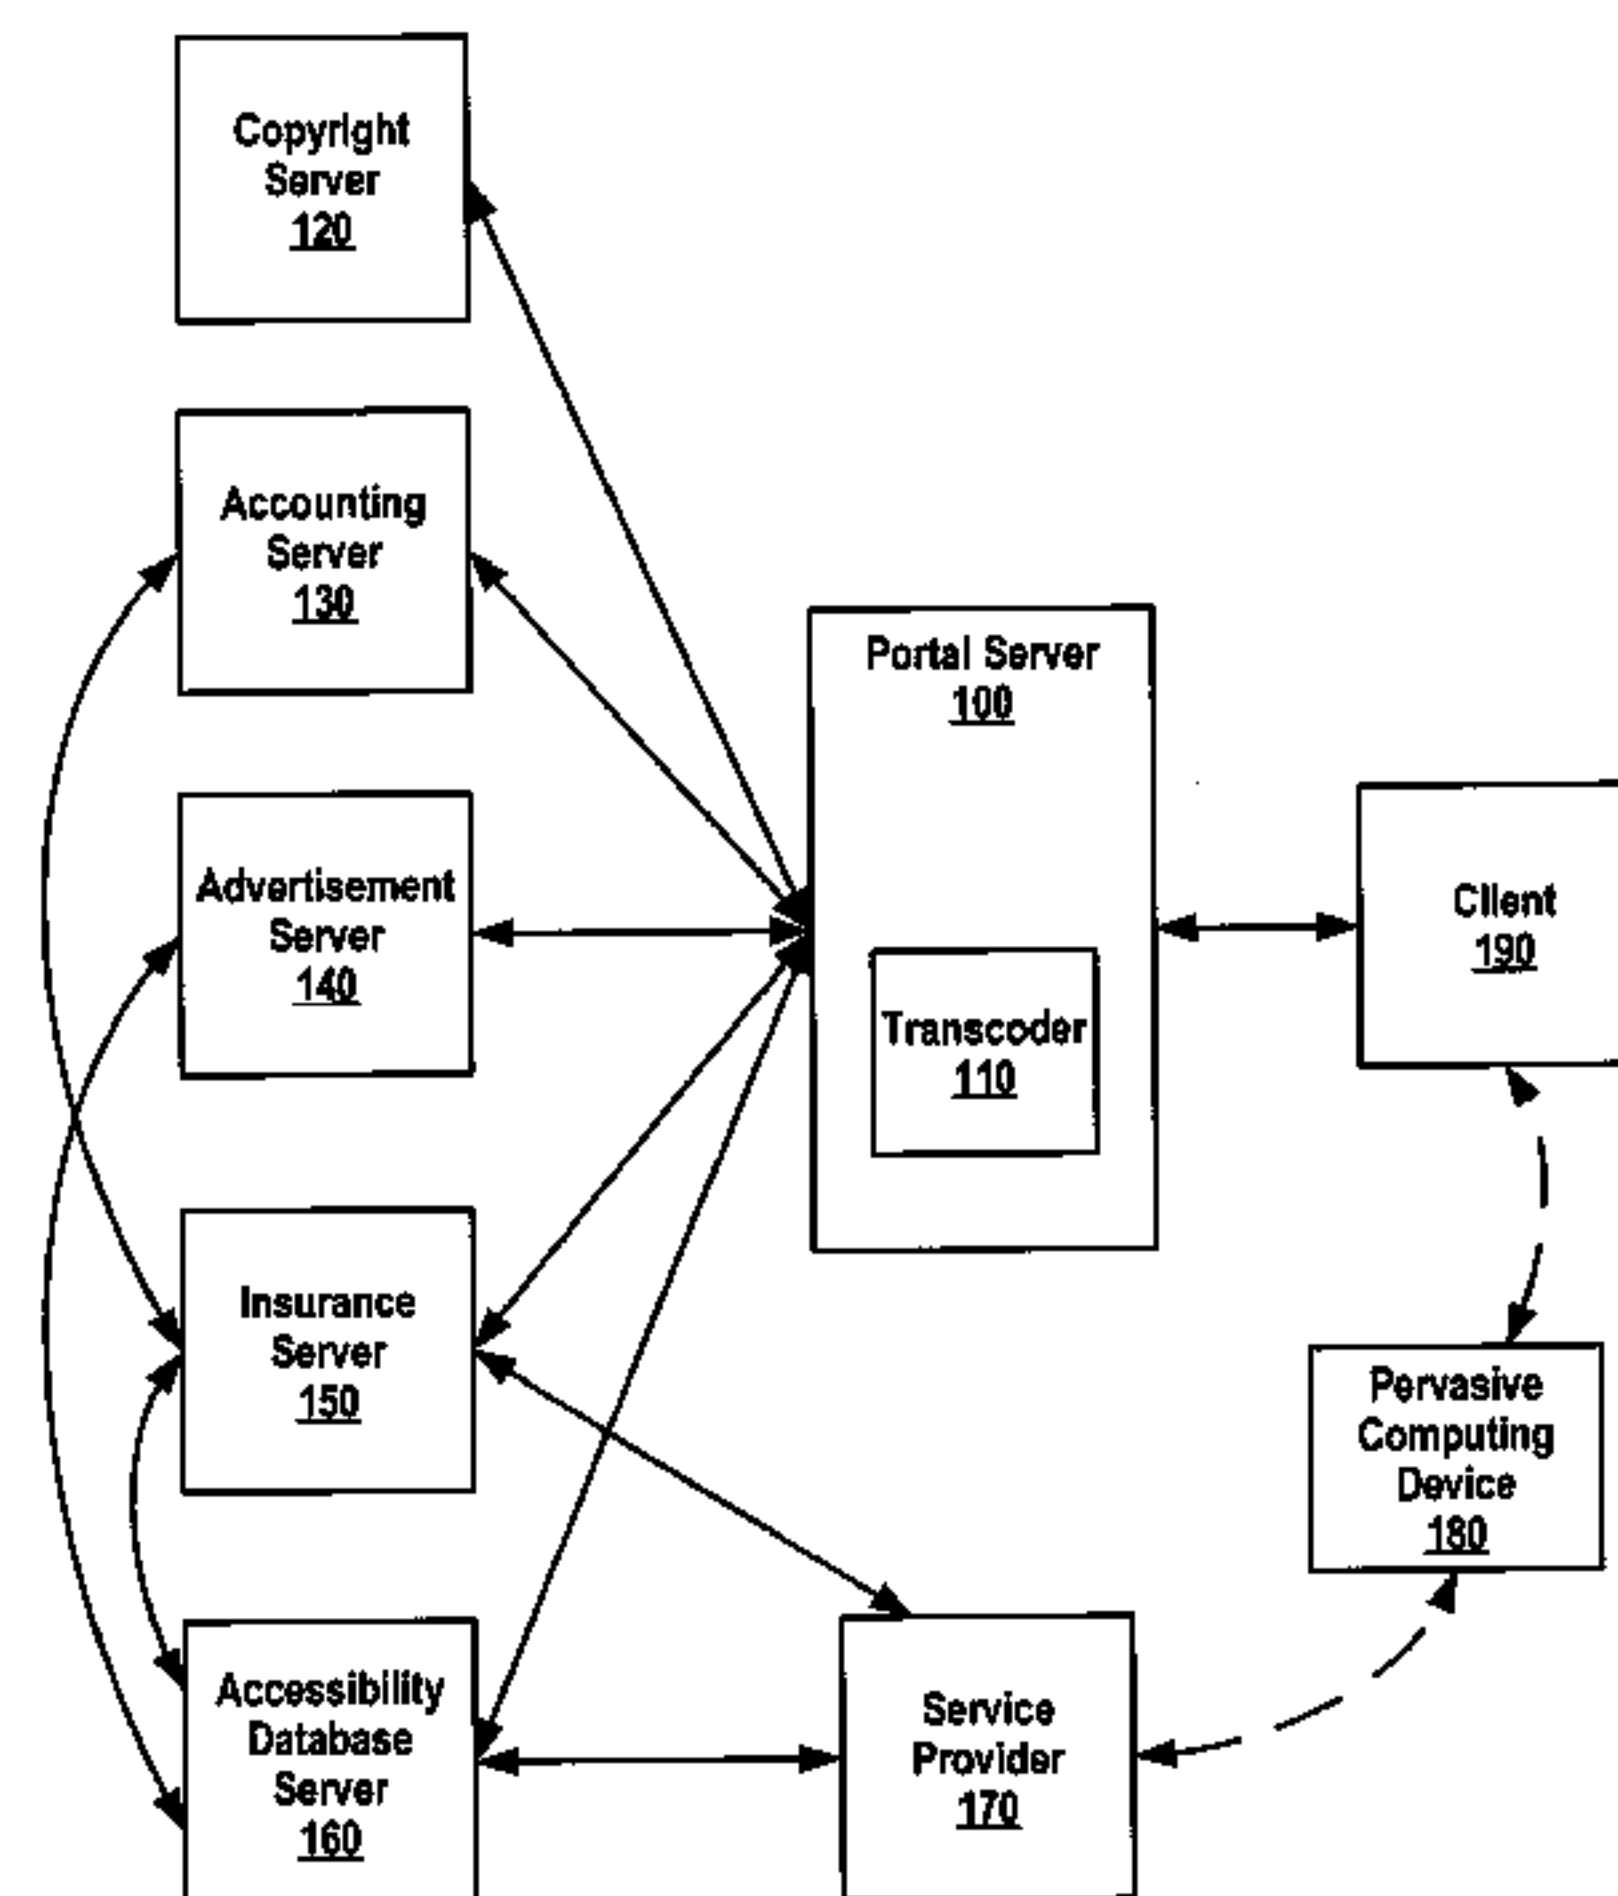 Copyright
Server
120
Accounting
Server
130
Portal Server
100
Advertisement
Server
140
Client
190
Transcoder
110
Insurance
Server
150
Pervasive
Computing
Device
180
Accessibility
Database
Server
160
Service
Provider
170